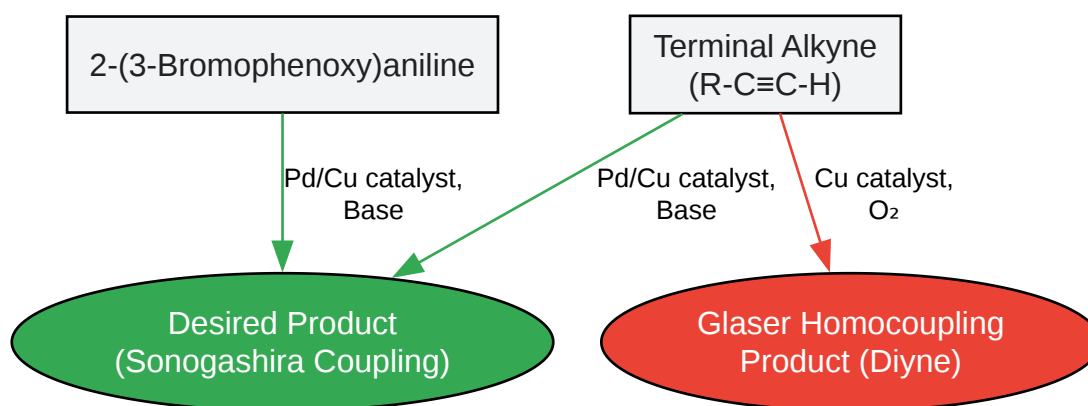 2-(3-Bromophenoxy)aniline
Terminal Alkyne
(R-C≡C-H)
Pd/Cu catalyst,
Base
Pd/Cu catalyst,
Base
Cu catalyst,
O₂
Desired Product
(Sonogashira Coupling)
Glaser Homocoupling
Product (Diyne)